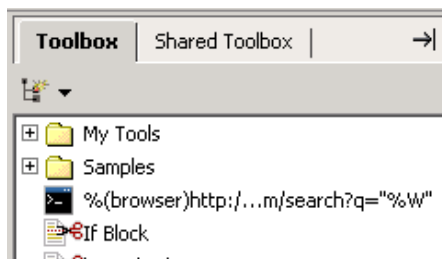 Toolbox Shared Toolbox
My Tools
Samples
%(browser)http:/...m/search?q="%W"
If Block